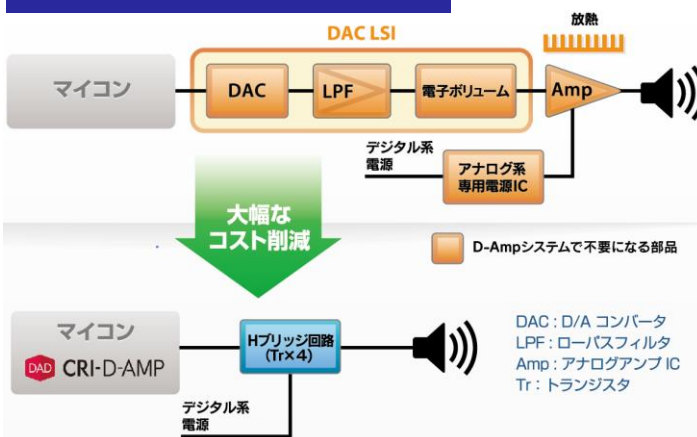 DAC LSI
放熱
マイコン
DAC
LPF
電子ボリューム
Amp
デジタル系
電源
アナログ系
専用電源IC
大幅な
コスト削減
D-Ampシステムで不要になる部品
マイコン
DAD CRI-D-AMP
Hブリッジ回路
(Tr×4)
デジタル系
電源
DAC : D/A コンバータ
LPF : ローパスフィルタ
Amp : アナログアンプ IC
Tr : トランジスタ